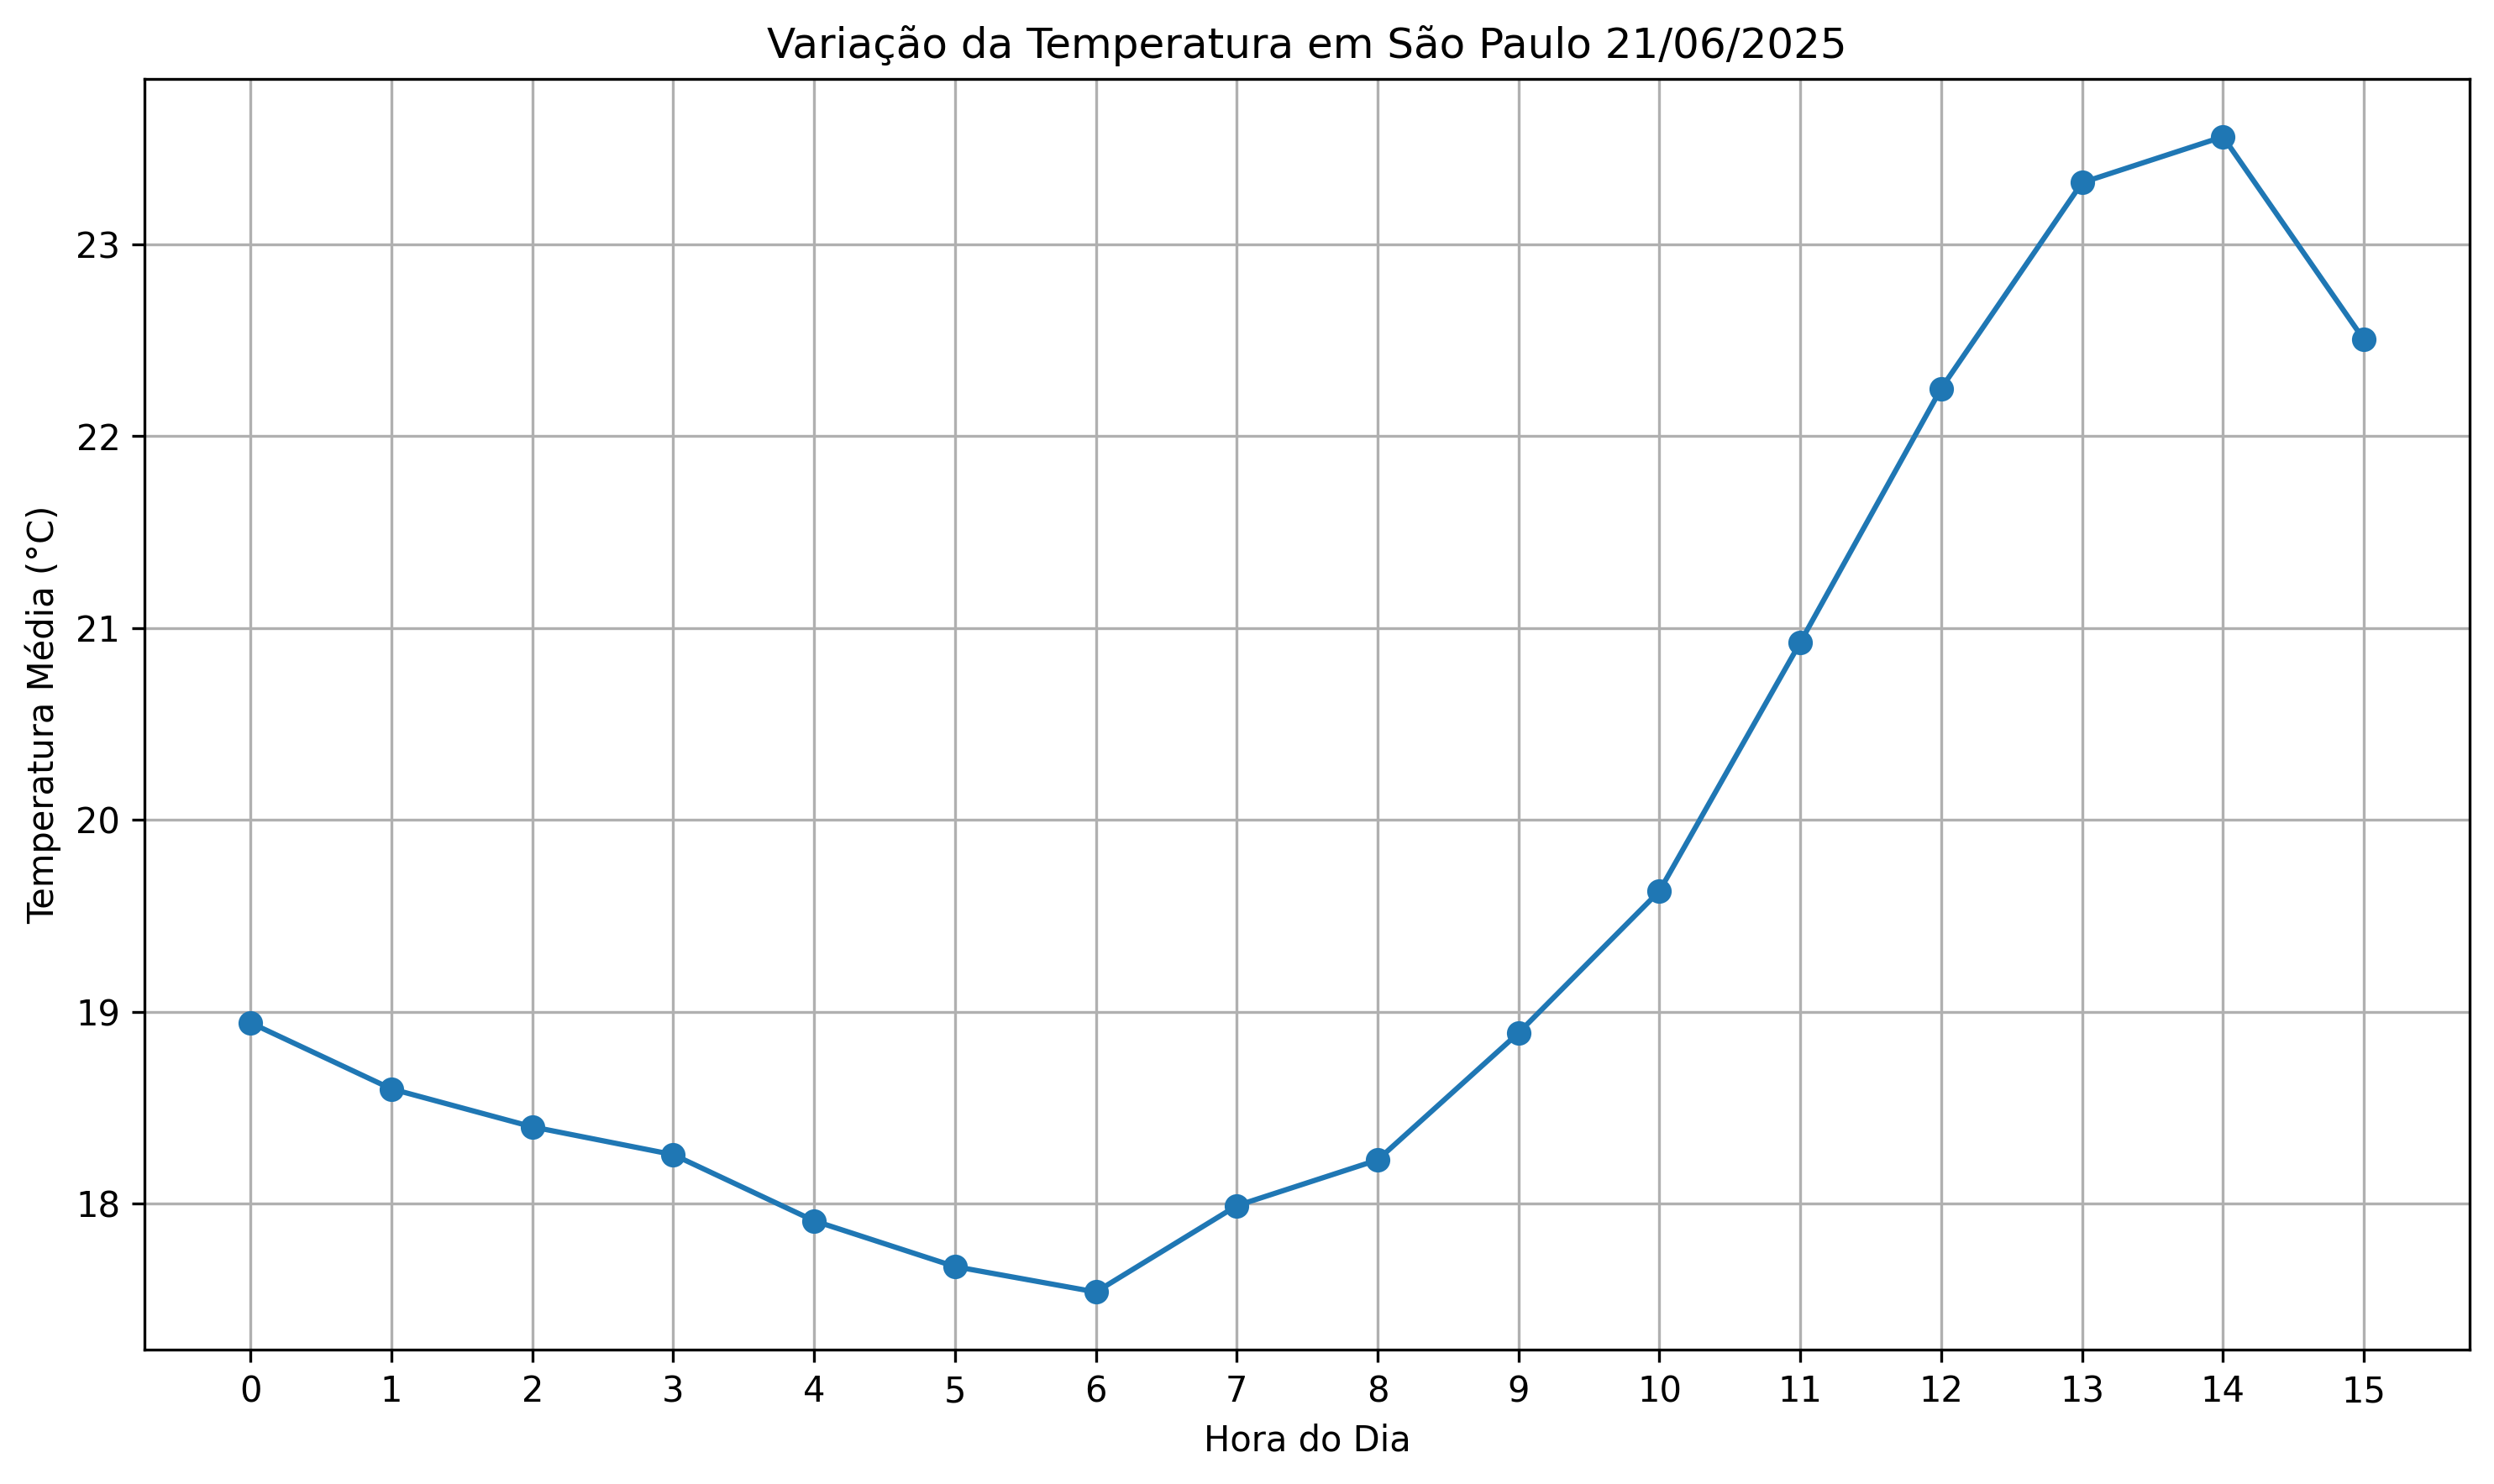 Variação da Temperatura em São Paulo 21/06/2025
Temperatura Média (°C)
23
22
21
20
19
18
0 1 2 3 4 5 6 7 8 9 10 11 12 13 14 15
Hora do Dia